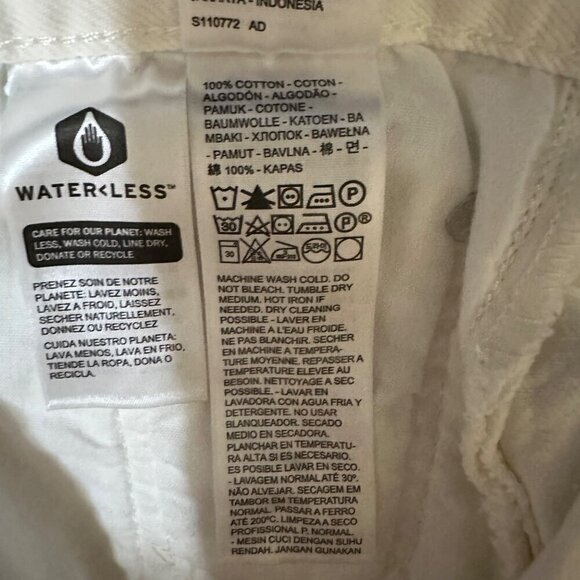 - INDONESIA
S110772 AD
WATER<LESS™
CARE FOR OUR PLANET: WASH
LESS, WASH COLD, LINE DRY,
DONATE OR RECYCLE
PRENEZ SOIN DE NOTRE
PLANETE: LAVEZ MOINS,
LAVEZ A FROID, LAISSEZ
SECHER NATURELLEMENT,
DONNEZ OU RECYCLEZ
CUIDA NUESTRO PLANETA:
LAVA MENOS, LAVA EN FRIO,
TIENDE LA ROPA, DONA O
RECICLA.
100% COTTON - COTON -
ALGODÓN - ALGODÃO -
PAMUK - COTONE -
BAUMWOLLE - KATOEN - BA
MBAKI - ХЛОПОК - BAWEŁNA
- PAMUT - BAVLNA - 棉 - 면 -
綿 100% - KAPAS
P
30 P®
30 드라이
MACHINE WASH COLD. DO
NOT BLEACH. TUMBLE DRY
MEDIUM. HOT IRON IF
NEEDED. DRY CLEANING
POSSIBLE - LAVER EN
MACHINE A L'EAU FROIDE.
NE PAS BLANCHIR. SECHER
EN MACHINE A TEMPERA-
TURE MOYENNE. REPASSER A
TEMPERATURE ELEVEE AU
BESOIN. NETTOYAGE A SEC
POSSIBLE. - LAVAR EN
LAVADORA CON AGUA FRIA Y
DETERGENTE. NO USAR
BLANQUEADOR. SECADO
MEDIO EN SECADORA.
PLANCHAR EN TEMPERATU-
RA ALTA SI ES NECESARIO.
ES POSIBLE LAVAR EN SECO.
- LAVAGEM NORMAL ATÉ 30º.
NÃO ALVEJAR. SECAGEM EM
TAMBOR EM TEMPERATURA
NORMAL. PASSAR A FERRO
ATÉ 200ºC. LIMPEZA A SECO
PROFISSIONAL P. NORMAL.
- MESIN CUCI DENGAN SUHU
RENDAH. JANGAN GUNAKAN